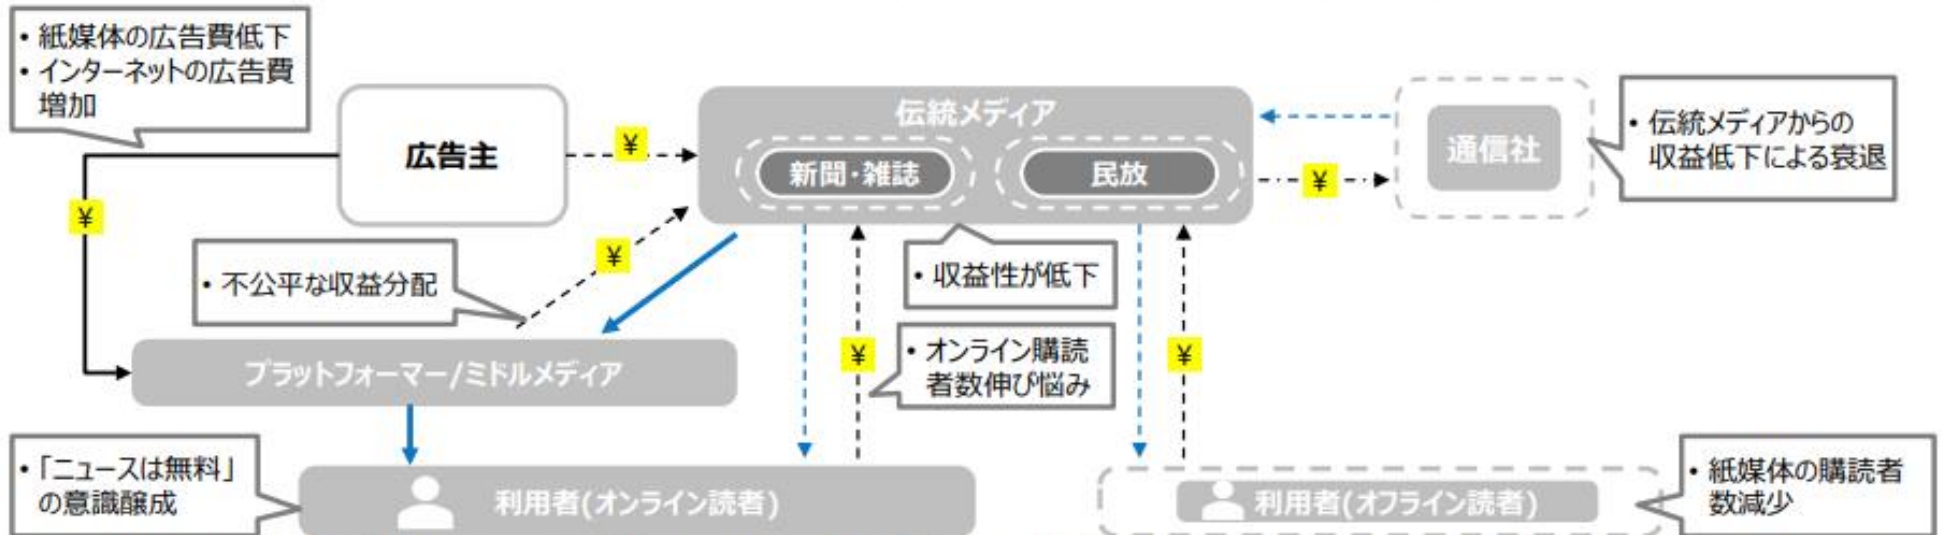 ・紙媒体の広告費低下
・インターネットの広告費
増加
広告主
¥
伝統メディア
新聞・雑誌
民放
¥
通信社
・伝統メディアからの
収益低下による衰退
¥
・不公平な収益分配
¥
・収益性が低下
プラットフォーマー/ミドルメディア
¥
・オンライン購読
者数伸び悩み
¥
・「ニュースは無料」
の意識醸成
利用者(オンライン読者)
利用者(オフライン読者)
・紙媒体の購読者
数減少